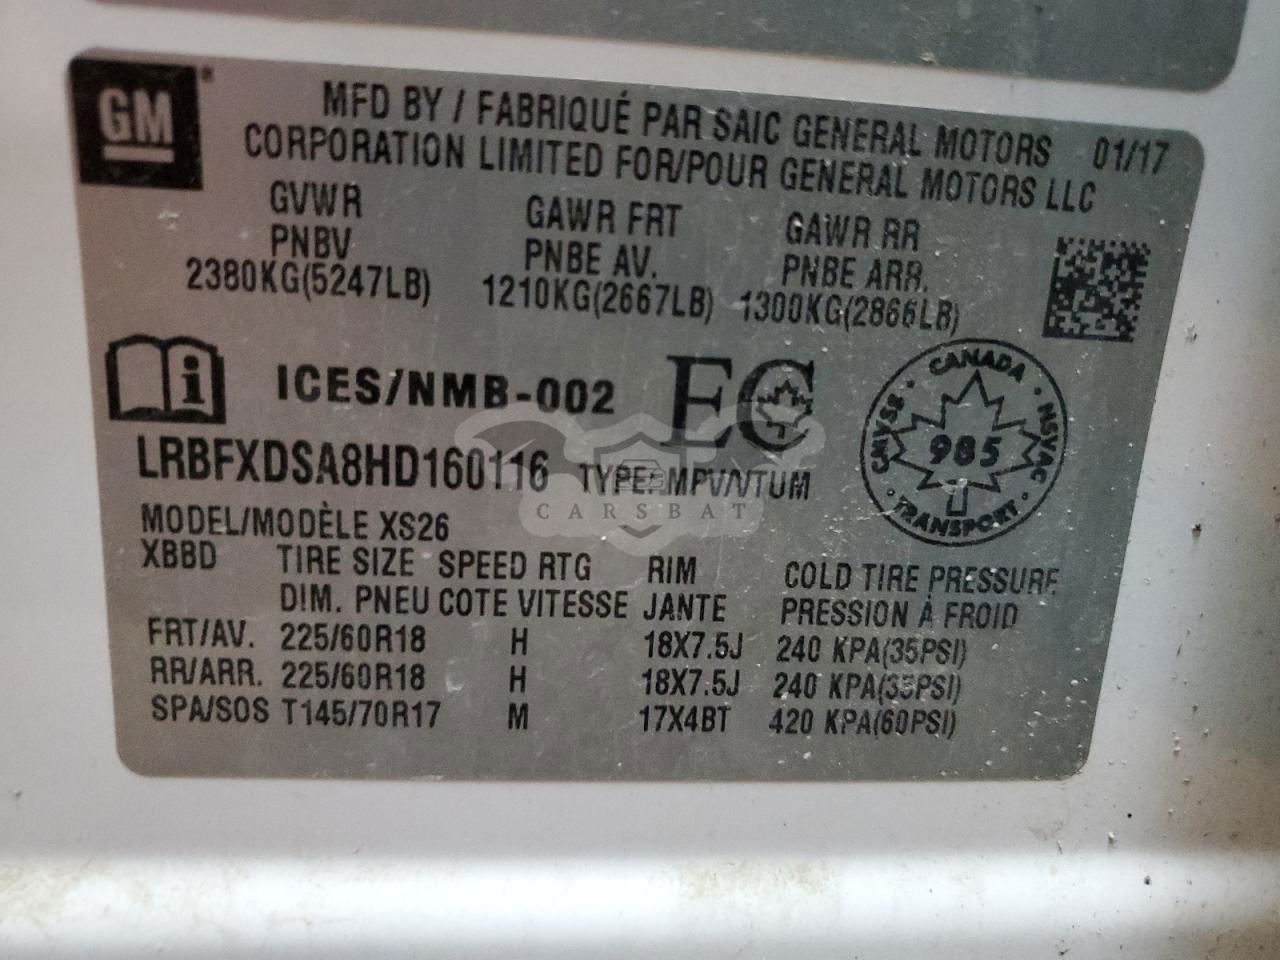 GM
MFD BY / FABRIQUÉ PAR SAIC GENERAL MOTORS 01/17
CORPORATION LIMITED FOR/POUR GENERAL MOTORS LLC
GVWR GAWR FRT GAWR RR
PNBV PNBE AV. PNBE ARR.
2380KG(5247LB) 1210KG(2667LB) 1300KG(2866LB)
ICES/NMB-002 EC
CANADA
CMVSS NSVAC
985
TRANSPORT
LRBFXDSA8HD160116 TYPE: MPV/VTUM
CARSBAT
MODEL/MODÈLE XS26
XBBD TIRE SIZE SPEED RTG RIM COLD TIRE PRESSURE
DIM. PNEU COTE VITESSE JANTE PRESSION À FROID
FRT/AV. 225/60R18 H 18X7.5J 240 KPA(35PSI)
RR/ARR. 225/60R18 H 18X7.5J 240 KPA(35PSI)
SPA/SOS T145/70R17 M 17X4BT 420 KPA(60PSI)